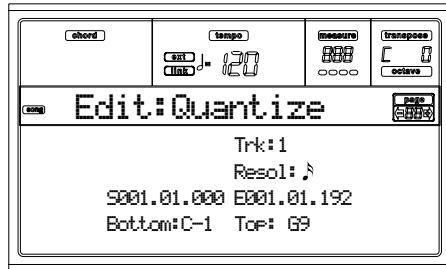 chord tempo measure transpose
ext link ♩= 120 888 C 0
octave
song Edit:Quantize page 88
Trk:1
Resol:𝅘𝅥𝅯
S001.01.000 E001.01.192
Bottom:C-1 Top: G9